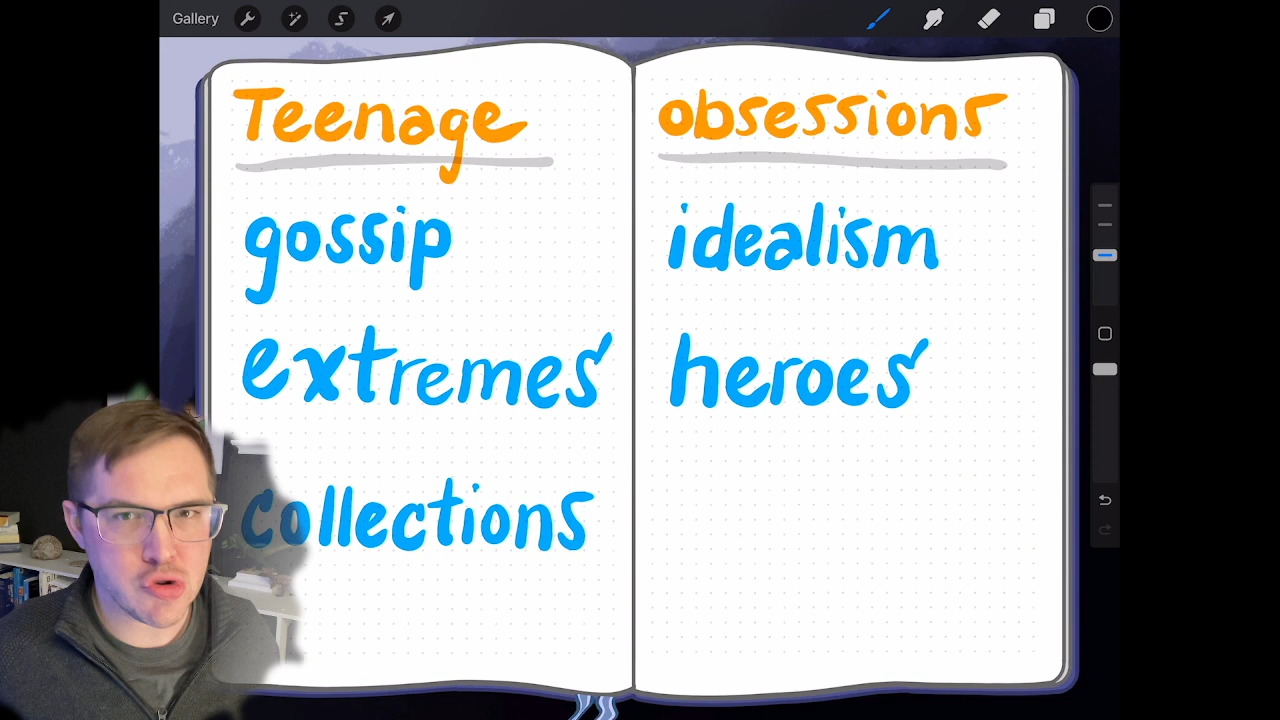 Gallery
Teenage
gossip
extremes
collections
obsessions
idealism
heroes